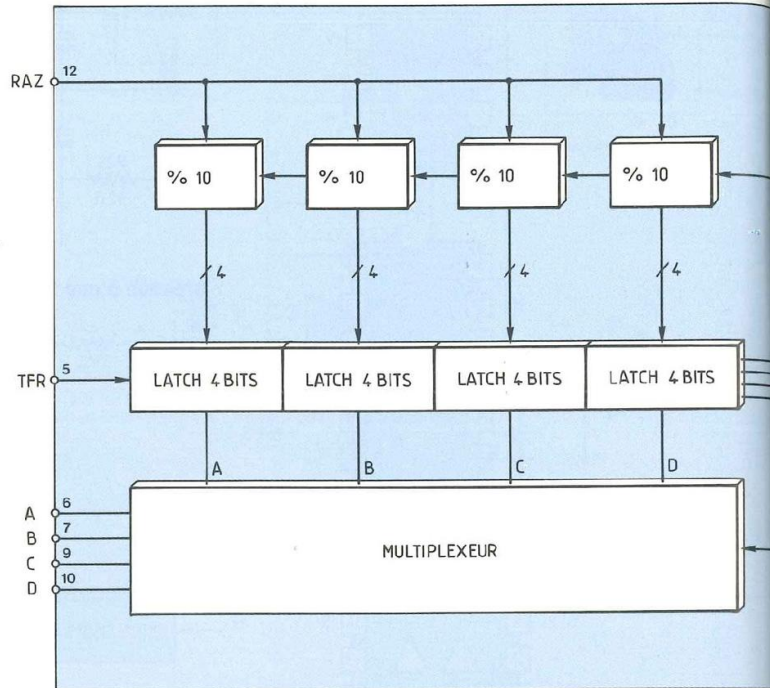 RAZ 12
% 10 % 10 % 10 % 10
4 4 4 4
TFR 5 LATCH 4 BITS LATCH 4 BITS LATCH 4 BITS LATCH 4 BITS
A B C D
A 6
B 7
C 9
D 10
MULTIPLEXEUR